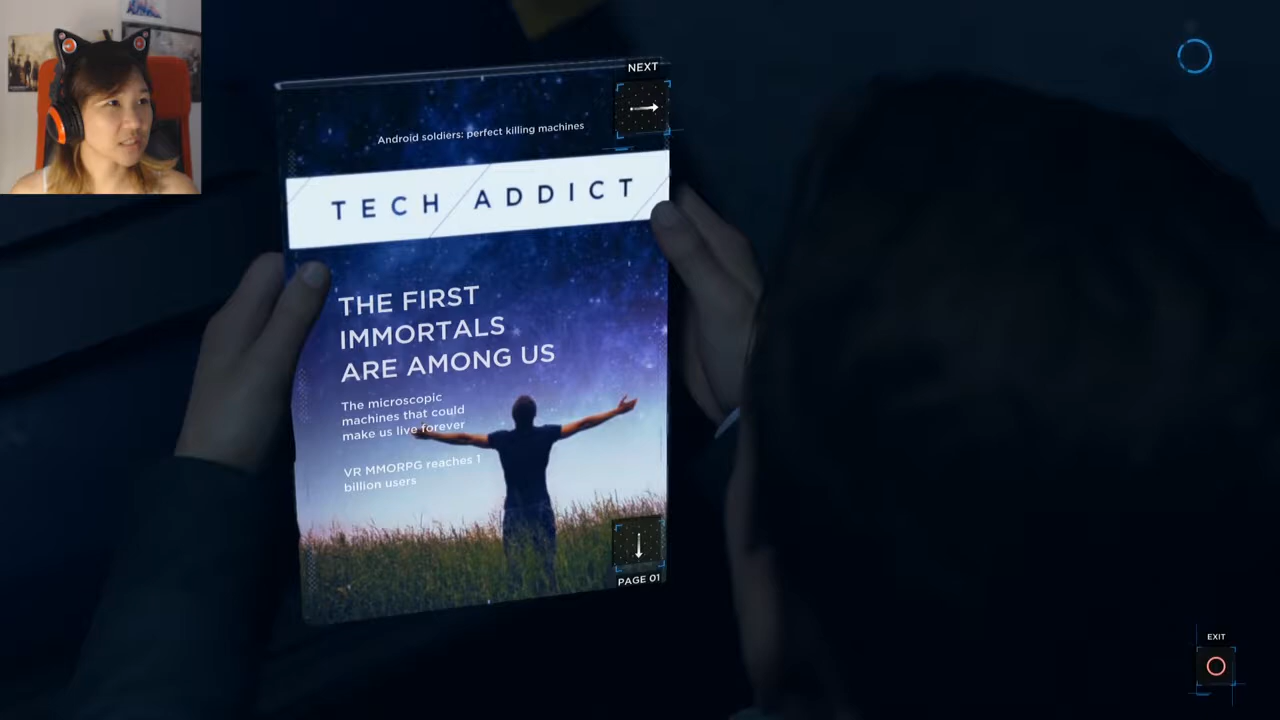 NEXT
Android soldiers: perfect killing machines
TECH ADDICT
THE FIRST
IMMORTALS
ARE AMONG US
The microscopic
machines that could
make us live forever
VR MMORPG reaches 1
billion users
PAGE 01
EXIT